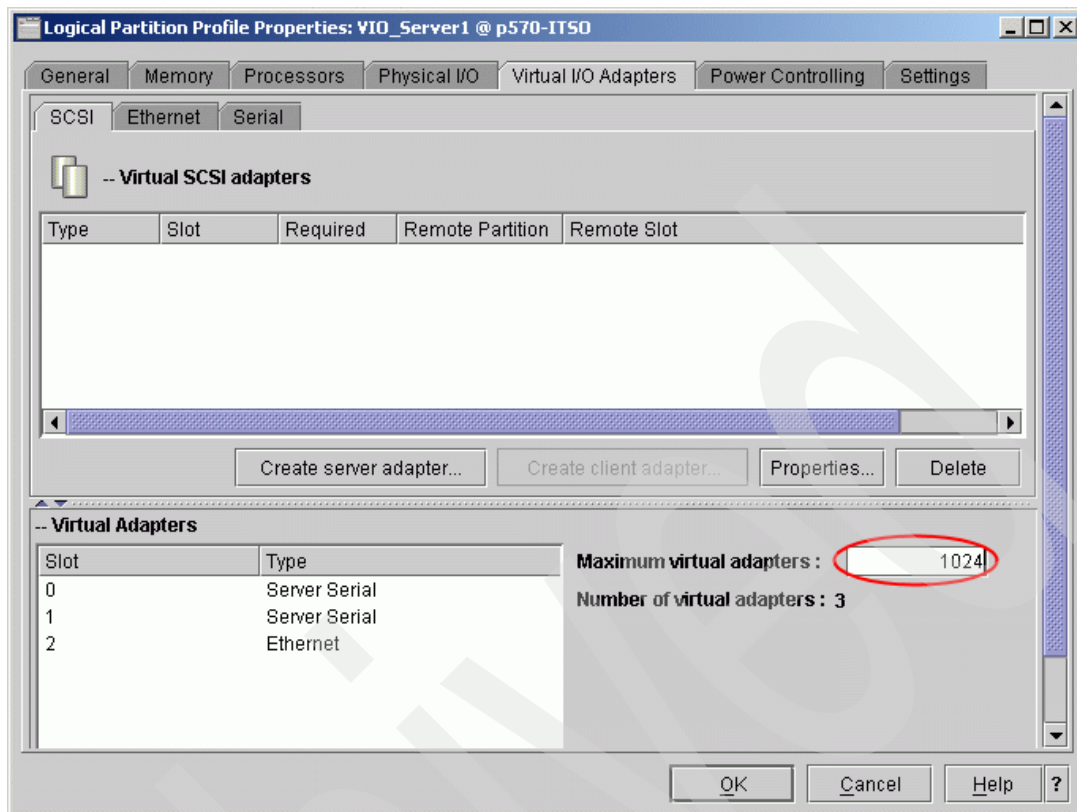 Logical Partition Profile Properties: VIO_Server1 @ p570-ITSO
General Memory Processors Physical I/O Virtual I/O Adapters Power Controlling Settings
SCSI Ethernet Serial
-- Virtual SCSI adapters
Type Slot Required Remote Partition Remote Slot
Create server adapter... Create client adapter... Properties... Delete
-- Virtual Adapters
Slot Type
Maximum virtual adapters : 1024
0 Server Serial
Number of virtual adapters : 3
1 Server Serial
2 Ethernet
OK Cancel Help ?